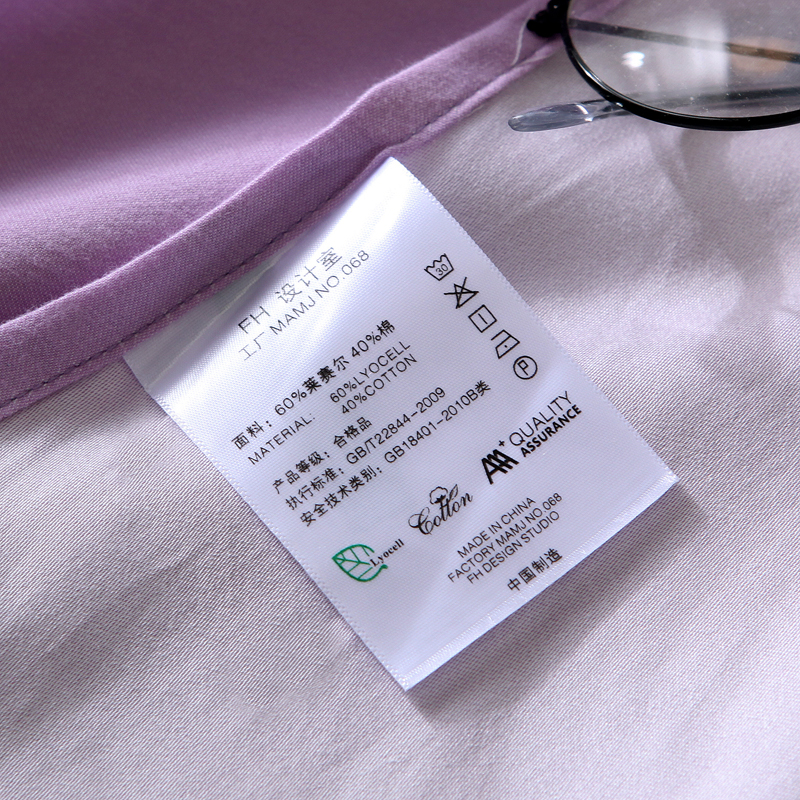 FH 设计室
工厂 MAMJ NO.068
面料：60%莱赛尔 40%棉
MATERIAL: 60%LYOCELL
40%COTTON
产品等级：合格品
执行标准：GB/T22844-2009
安全技术类别：GB18401-2010B类
30
P
Lyocell
Cotton
AAA+ QUALITY
ASSURANCE
MADE IN CHINA
FACTORY MAMJ NO.068
FH DESIGN STUDIO
中国制造